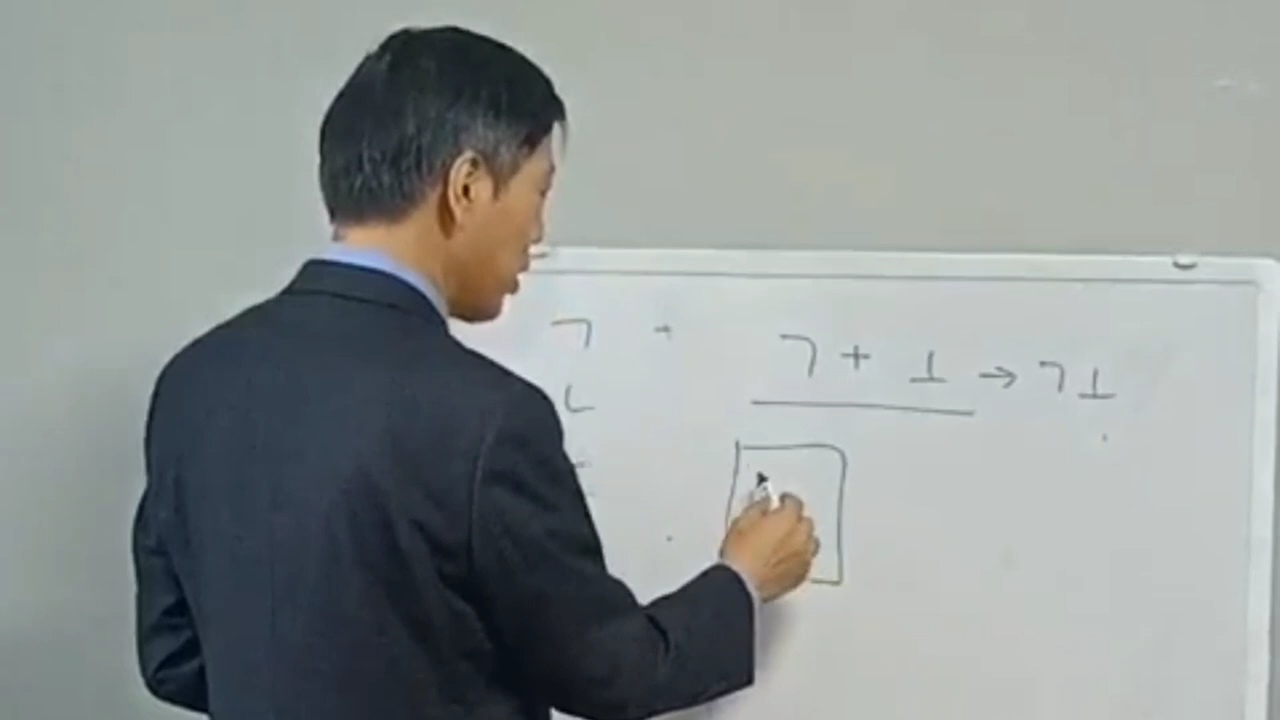 ㄱ
ㄱ + ㅗ → ㄱㅗ
ㄴ